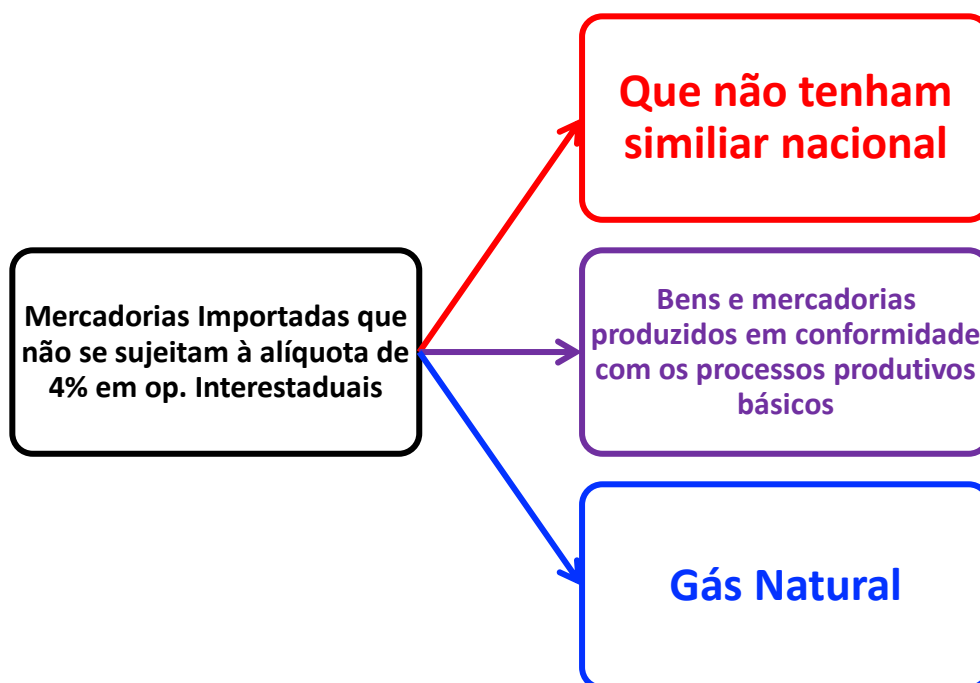 Que não tenham
similiar nacional
Mercadorias Importadas que
não se sujeitam à alíquota de
4% em op. Interestaduais
Bens e mercadorias
produzidos em conformidade
com os processos produtivos
básicos
Gás Natural